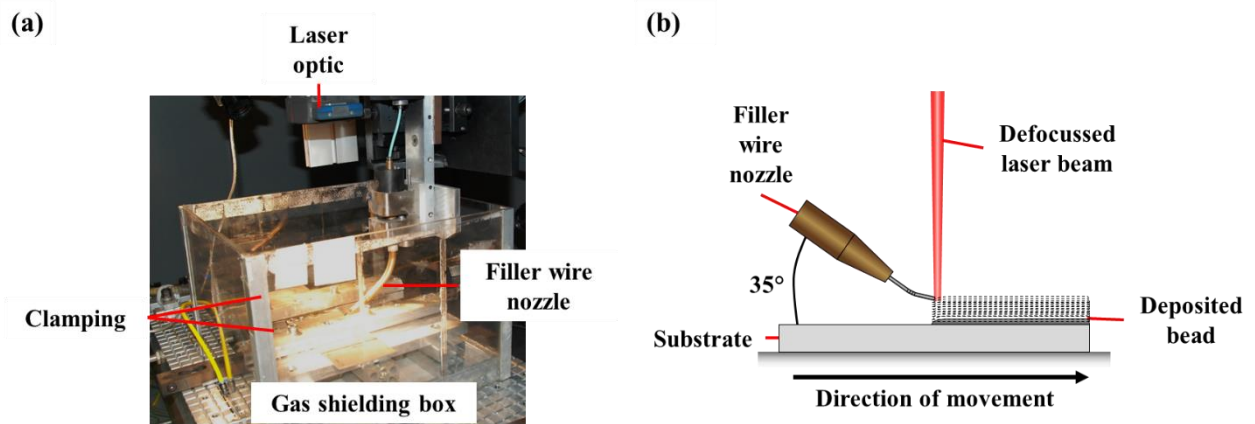 (a)
Laser
optic
Filler wire
nozzle
Clamping
Gas shielding box
(b)
Filler
wire
nozzle
Defocussed
laser beam
35°
Deposited
bead
Substrate
Direction of movement